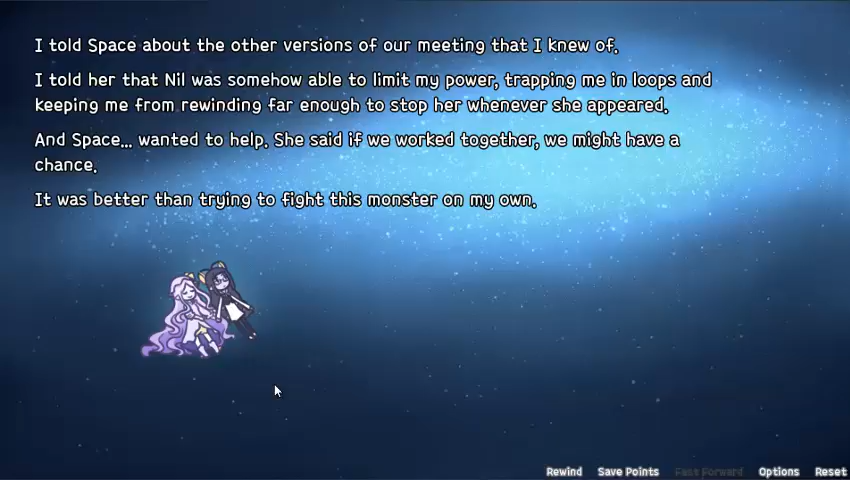 I told Space about the other versions of our meeting that I knew of.
I told her that Nil was somehow able to limit my power, trapping me in loops and
keeping me from rewinding far enough to stop her whenever she appeared.
And Space... wanted to help. She said if we worked together, we might have a
chance.
It was better than trying to fight this monster on my own.
Rewind Save Points Fast Forward Options Reset